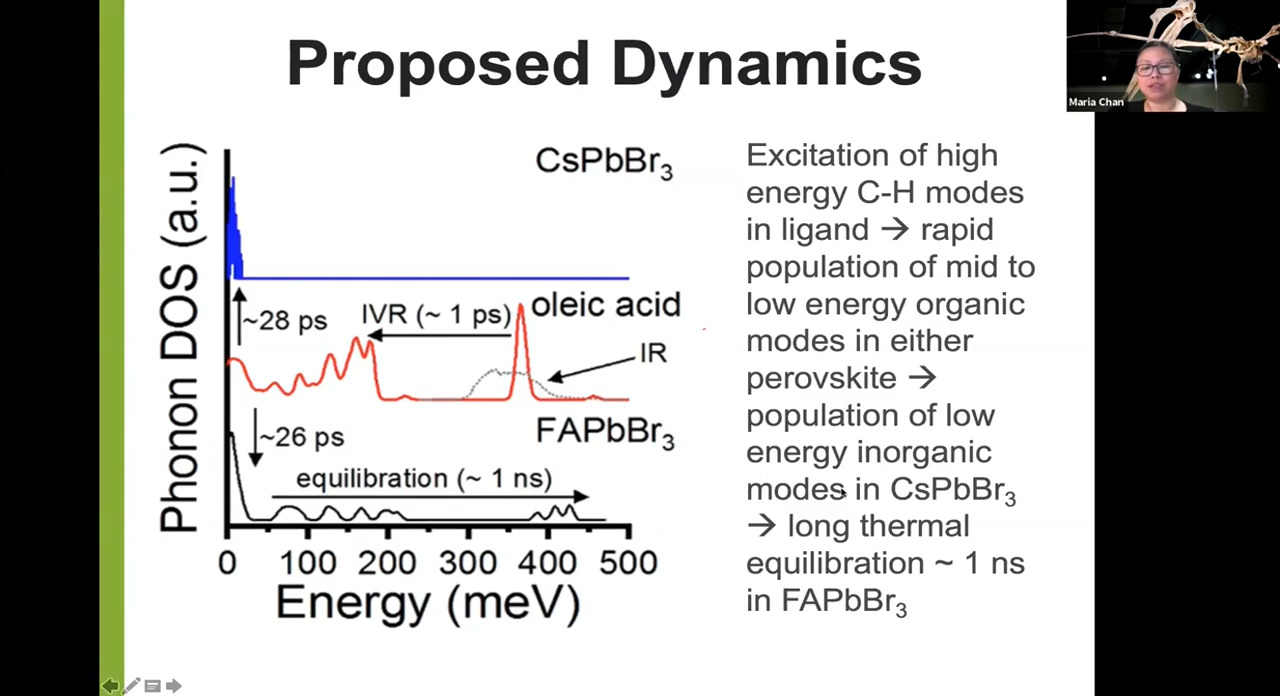 Proposed Dynamics
Maria Chan
Phonon DOS (a.u.)
CsPbBr₃
~28 ps
IVR (~ 1 ps)
oleic acid
IR
~26 ps
FAPbBr₃
equilibration (~ 1 ns)
0 100 200 300 400 500
Energy (meV)
Excitation of high
energy C-H modes
in ligand → rapid
population of mid to
low energy organic
modes in either
perovskite →
population of low
energy inorganic
modes in CsPbBr₃
→ long thermal
equilibration ~ 1 ns
in FAPbBr₃